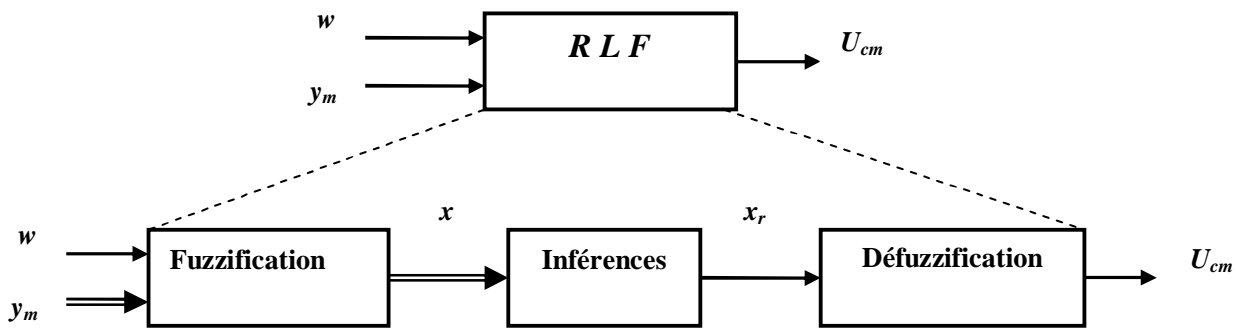 w
R L F
U_cm
y_m
x
x_r
w
Fuzzification
Inférences
Défuzzification
U_cm
y_m